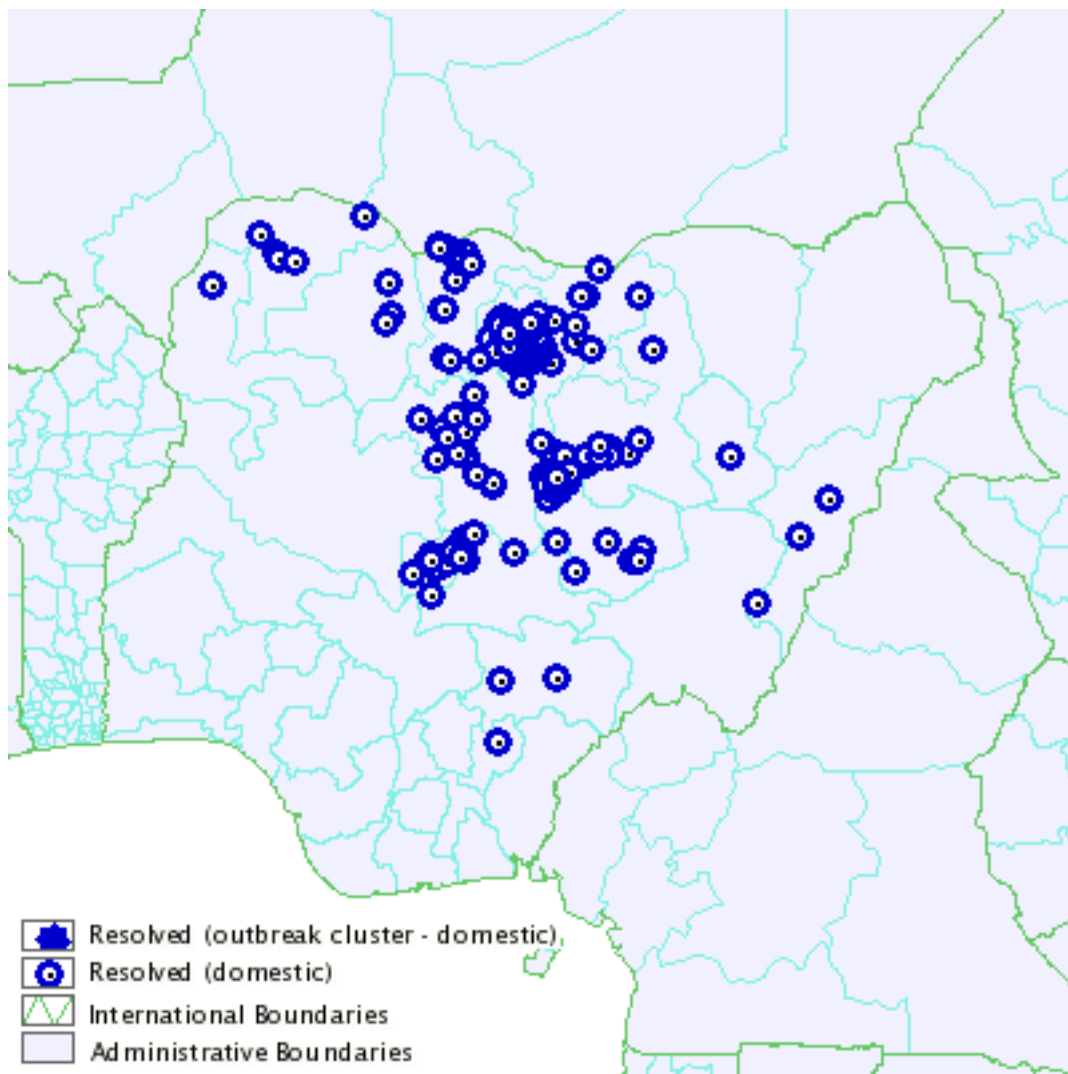 Resolved (outbreak cluster - domestic)
Resolved (domestic)
International Boundaries
Administrative Boundaries